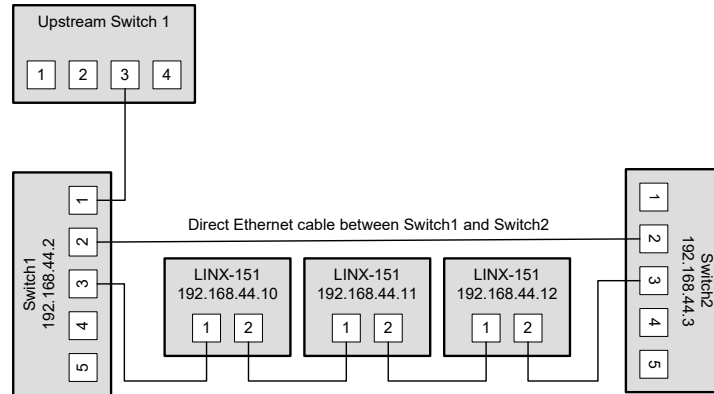 Upstream Switch 1
1 2 3 4
Switch1
192.168.44.2
1
2
3
4
5
Direct Ethernet cable between Switch1 and Switch2
LINX-151
192.168.44.10
1 2
LINX-151
192.168.44.11
1 2
LINX-151
192.168.44.12
1 2
1
2
3
4
5
Switch2
192.168.44.3